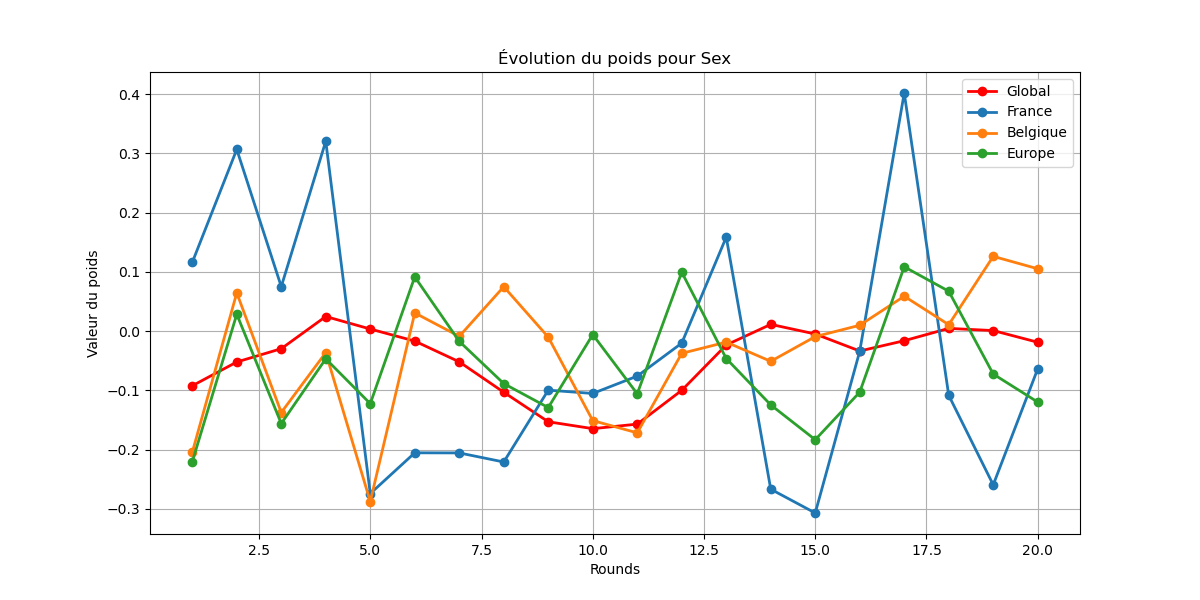 Évolution du poids pour Sex
Global
France
Belgique
Europe
Valeur du poids
0.4
0.3
0.2
0.1
0.0
−0.1
−0.2
−0.3
2.5 5.0 7.5 10.0 12.5 15.0 17.5 20.0
Rounds